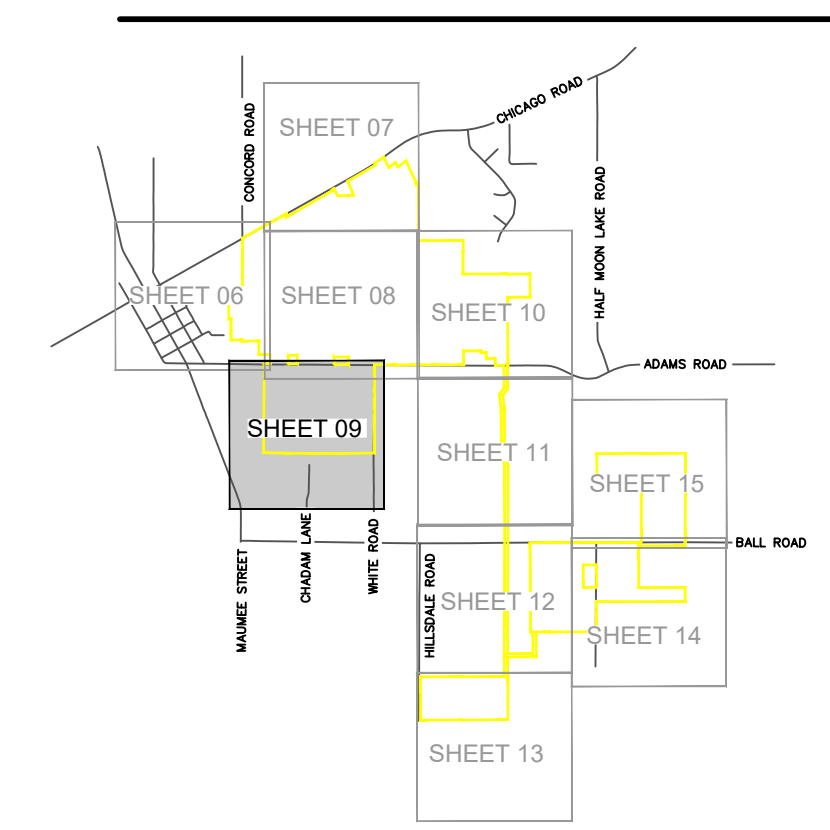 CHICAGO ROAD
SHEET 07
CONCORD ROAD
HALF MOON LAKE ROAD
SHEET 06
SHEET 08
SHEET 10
ADAMS ROAD
SHEET 09
SHEET 11
SHEET 15
BALL ROAD
MAUMEE STREET
CHADAM LANE
WHITE ROAD
HILLSDALE ROAD
SHEET 12
SHEET 14
SHEET 13